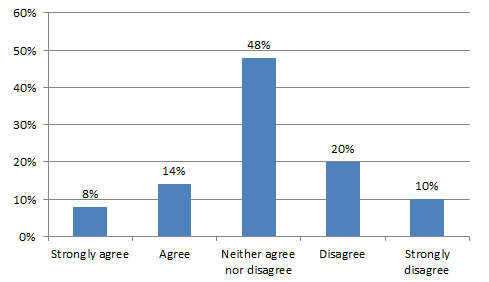 60%
50%
40%
30%
20%
10%
0%
8%
14%
48%
20%
10%
Strongly agree
Agree
Neither agree
nor disagree
Disagree
Strongly
disagree